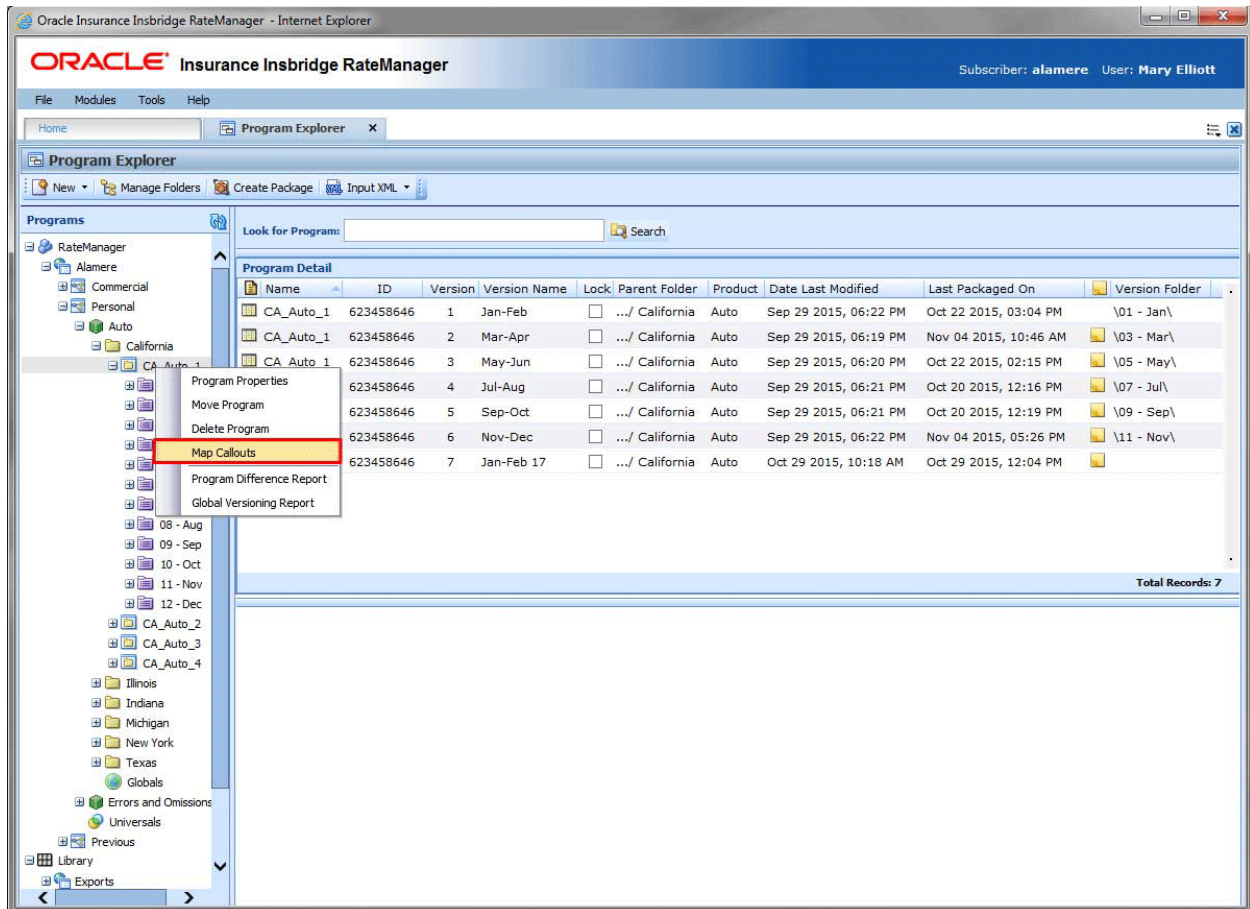 Oracle Insurance Insbridge RateManager - Internet Explorer
ORACLE Insurance Insbridge RateManager
Subscriber: alamere User: Mary Elliott
File Modules Tools Help
Home Program Explorer x
Program Explorer
New Manage Folders Create Package Input XML
Programs
RateManager
Alamere
Commercial
Personal
Auto
California
CA_Auto_1
Program Properties
Move Program
Delete Program
Map Callouts
Program Difference Report
Global Versioning Report
08 - Aug
09 - Sep
10 - Oct
11 - Nov
12 - Dec
CA_Auto_2
CA_Auto_3
CA_Auto_4
Illinois
Indiana
Michigan
New York
Texas
Globals
Errors and Omissions
Universals
Previous
Library
Exports
Look for Program: Search
Program Detail
Name ID Version Version Name Lock Parent Folder Product Date Last Modified Last Packaged On Version Folder
CA_Auto_1 623458646 1 Jan-Feb .../ California Auto Sep 29 2015, 06:22 PM Oct 22 2015, 03:04 PM \01 - Jan\
CA_Auto_1 623458646 2 Mar-Apr .../ California Auto Sep 29 2015, 06:19 PM Nov 04 2015, 10:46 AM \03 - Mar\
CA_Auto_1 623458646 3 May-Jun .../ California Auto Sep 29 2015, 06:20 PM Oct 22 2015, 02:15 PM \05 - May\
623458646 4 Jul-Aug .../ California Auto Sep 29 2015, 06:21 PM Oct 20 2015, 12:16 PM \07 - Jul\
623458646 5 Sep-Oct .../ California Auto Sep 29 2015, 06:21 PM Oct 20 2015, 12:19 PM \09 - Sep\
623458646 6 Nov-Dec .../ California Auto Sep 29 2015, 06:22 PM Nov 04 2015, 05:26 PM \11 - Nov\
623458646 7 Jan-Feb 17 .../ California Auto Oct 29 2015, 10:18 AM Oct 29 2015, 12:04 PM
Total Records: 7